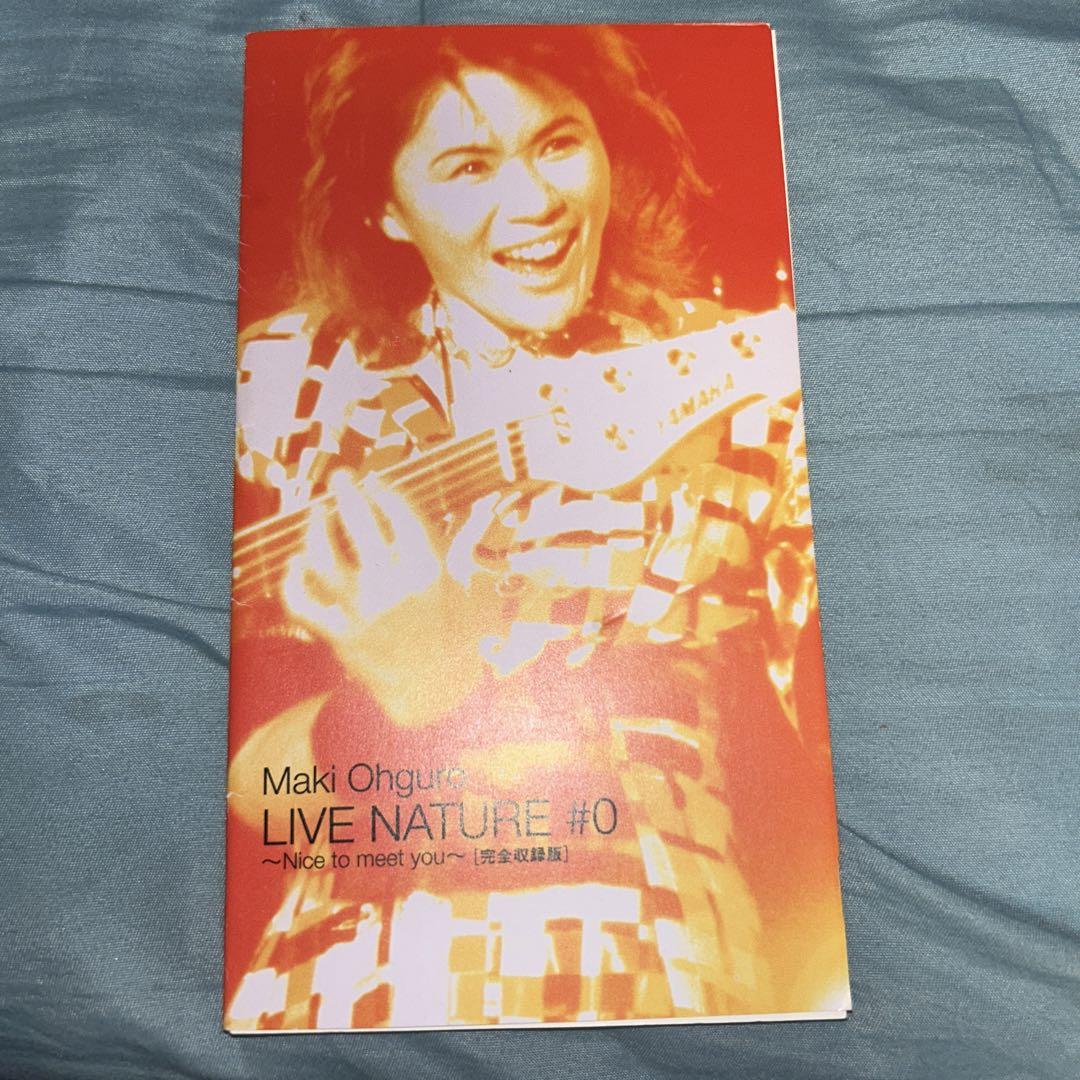 YAMAHA
Maki Ohguro
LIVE NATURE #0
～Nice to meet you～ [完全収録版]